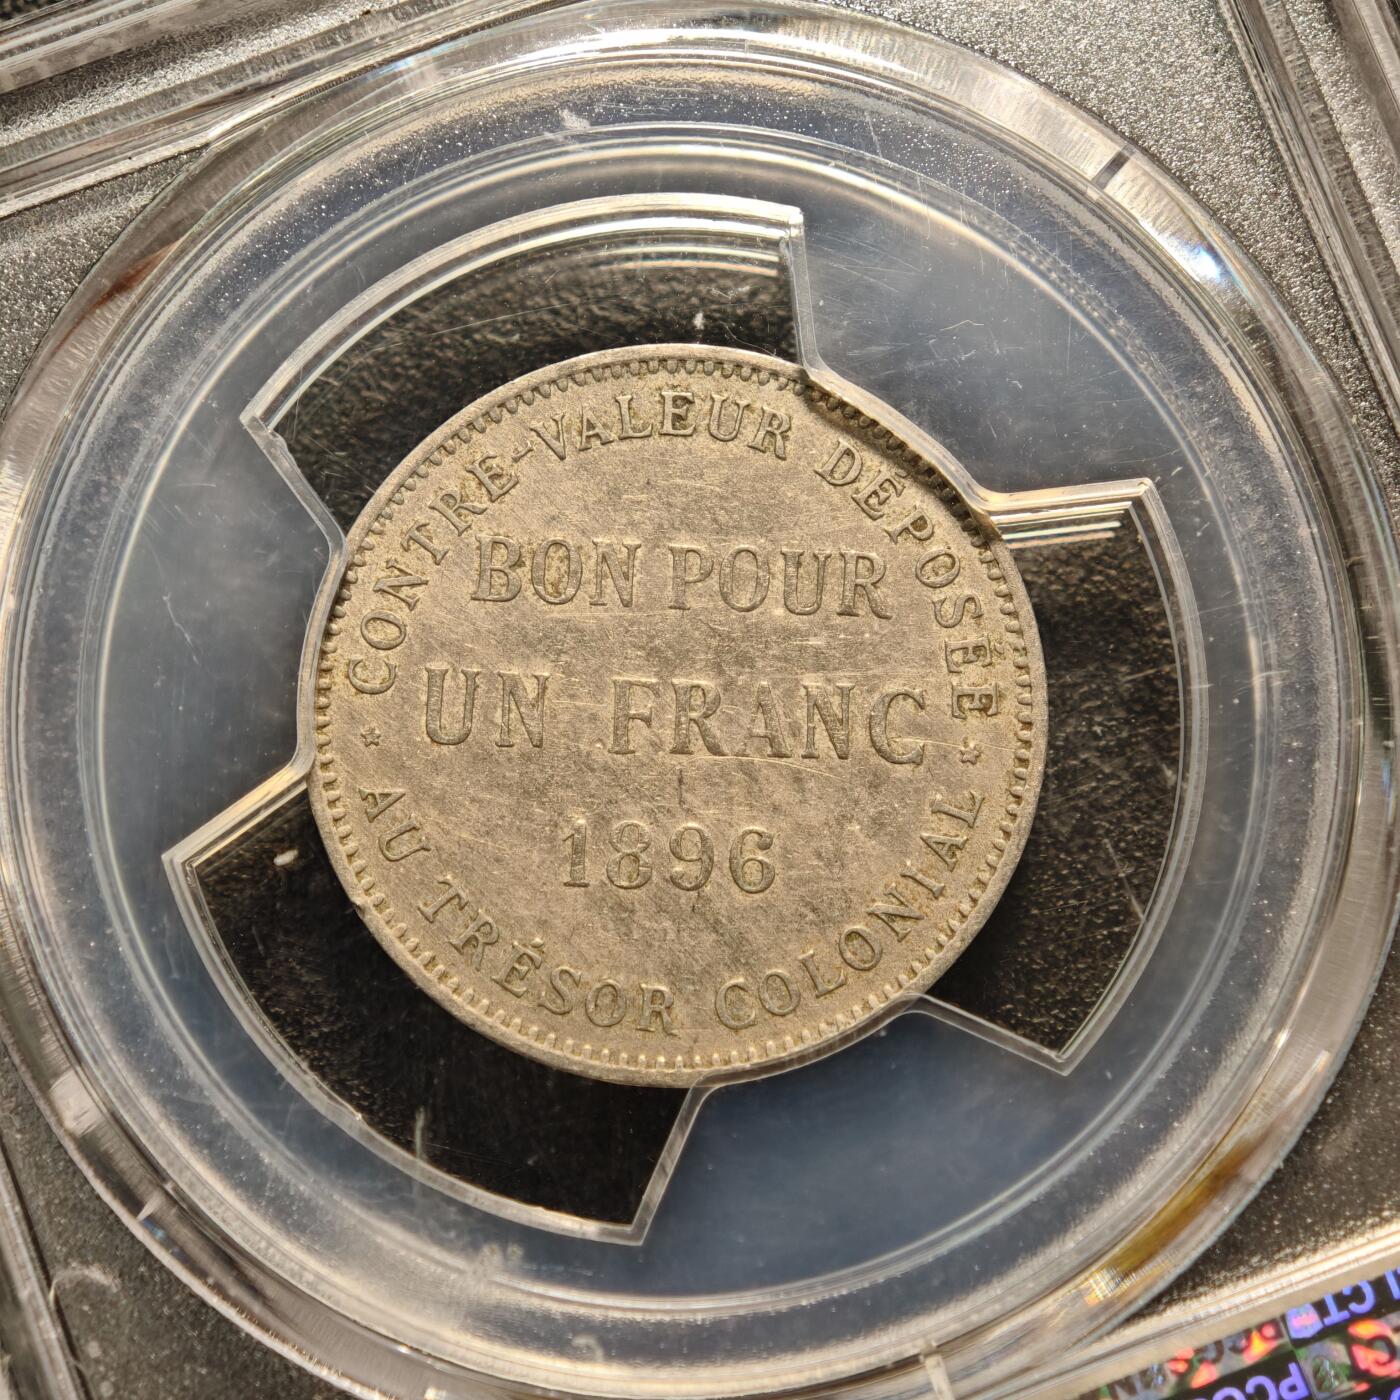 CONTRE-VALEUR DÉPOSÉE
BON POUR
UN FRANC
1896
AU TRÉSOR COLONIAL